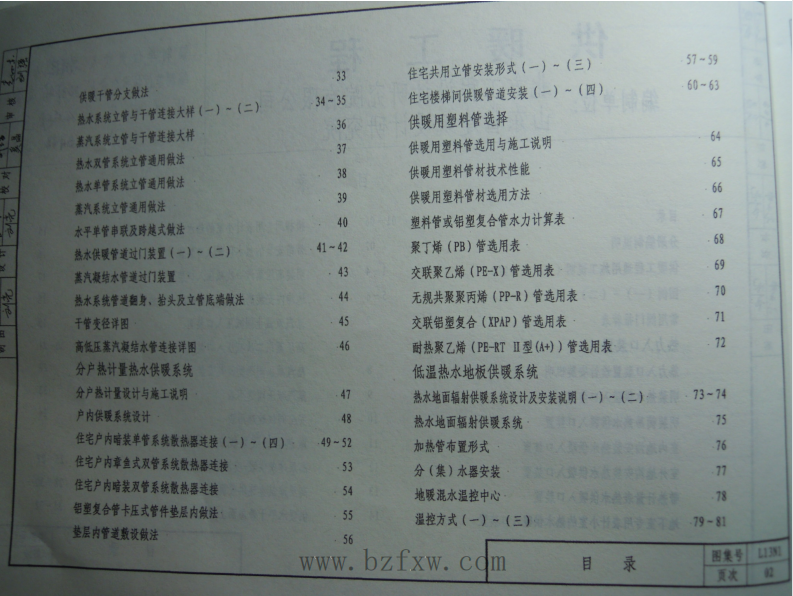 供暖干管分支做法 33
热水系统立管与干管连接大样(一)~(二) 34~35
蒸汽系统立管与干管连接大样 36
热水双管系统立管通用做法 37
热水单管系统立管通用做法 38
蒸汽系统立管通用做法 39
水平单管串联及跨越式做法 40
热水供暖管道过门装置(一)~(二) 41~42
蒸汽凝结水管道过门装置 43
热水系统管道翻身、抬头及立管底端做法 44
干管变径详图 45
高低压蒸汽凝结水管连接详图 46
分户热计量热水供暖系统
分户热计量设计与施工说明 47
户内供暖系统设计 48
住宅户内暗装单管系统散热器连接(一)~(四) 49~52
住宅户内章鱼式双管系统散热器连接 53
住宅户内暗装双管系统散热器连接 54
铝塑复合管卡压式管件垫层内做法 55
垫层内管道敷设做法 56
住宅共用立管安装形式(一)~(三) 57~59
住宅楼梯间供暖管道安装(一)~(四) 60~63
供暖用塑料管选择
供暖用塑料管选用与施工说明 64
供暖用塑料管材技术性能 65
供暖用塑料管材选用方法 66
塑料管或铝塑复合管水力计算表 67
聚丁烯(PB)管选用表 68
交联聚乙烯(PE-X)管选用表 69
无规共聚聚丙烯(PP-R)管选用表 70
交联铝塑复合(XPAP)管选用表 71
耐热聚乙烯(PE-RT II型(A+))管选用表 72
低温热水地板供暖系统
热水地面辐射供暖系统设计及安装说明(一)~(二) 73~74
热水地面辐射供暖系统 75
加热管布置形式 76
分(集)水器安装 77
地暖混水温控中心 78
温控方式(一)~(三) 79~81
目录
图集号 L13N1
页次 02
www.bzfxw.com